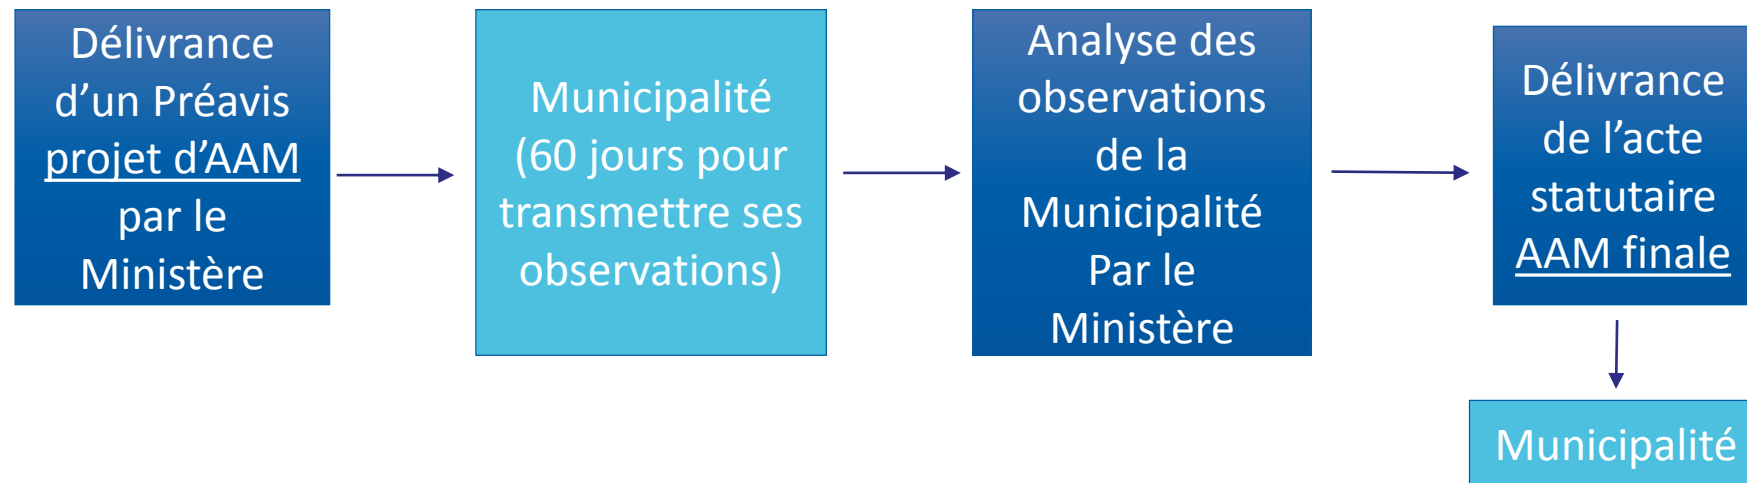 Délivrance
d’un Préavis
projet d’AAM
par le
Ministère
Municipalité
(60 jours pour
transmettre ses
observations)
Analyse des
observations
de la
Municipalité
Par le
Ministère
Délivrance
de l’acte
statutaire
AAM finale
Municipalité